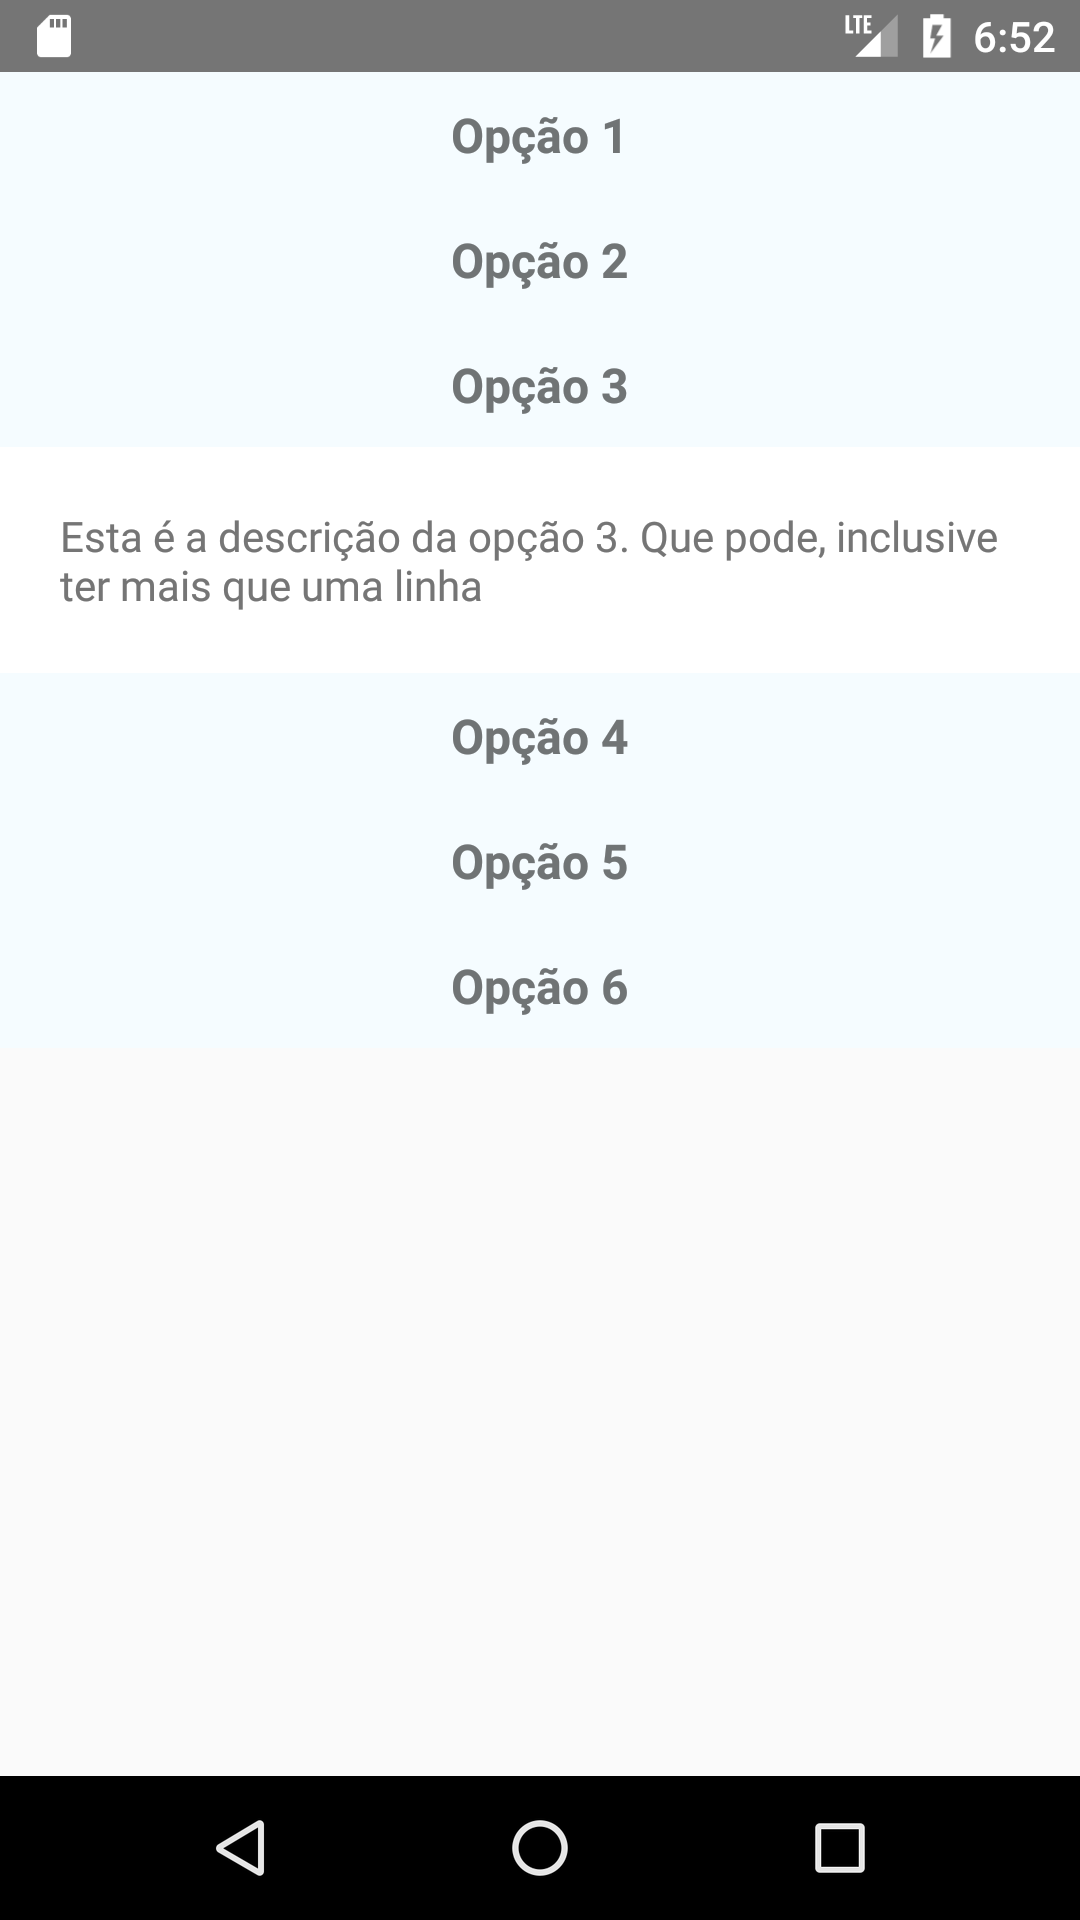 LTE 6:52
Opção 1
Opção 2
Opção 3
Esta é a descrição da opção 3. Que pode, inclusive
ter mais que uma linha
Opção 4
Opção 5
Opção 6